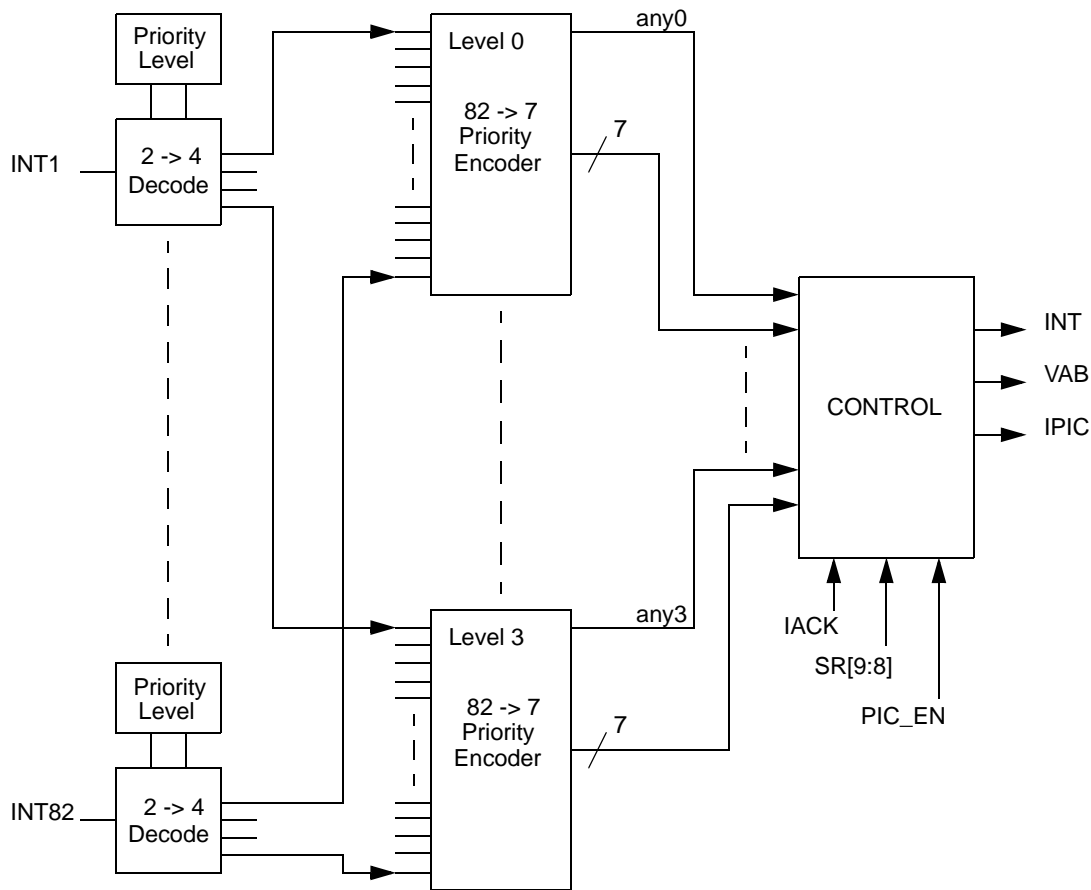 Priority
Level
INT1
2 -> 4
Decode
Level 0
82 -> 7
Priority
Encoder
any0
7
CONTROL
INT
VAB
IPIC
IACK
SR[9:8]
PIC_EN
Priority
Level
INT82
2 -> 4
Decode
Level 3
82 -> 7
Priority
Encoder
any3
7